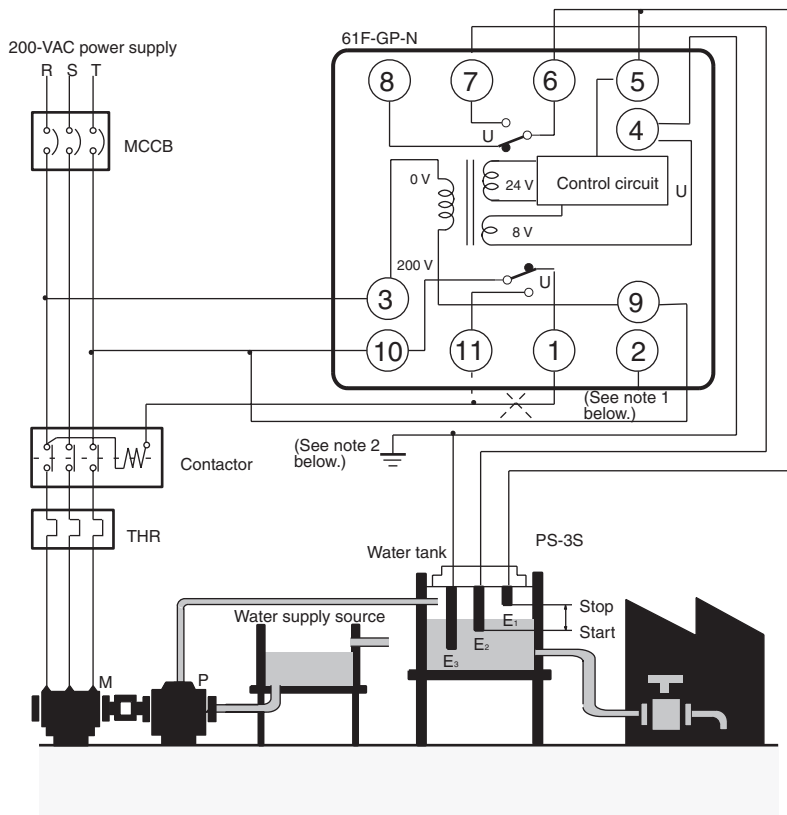 61F-GP-N
200-VAC power supply
R S T
8 7 6 5
4
MCCB
U
0 V
24 V
Control circuit
U
8 V
200 V
3
U
9
10 11 1 2
(See note 1
below.)
(See note 2
below.)
Contactor
THR
PS-3S
Water tank
Water supply source
Stop
E₁
Start
E₂
E₃
M
P